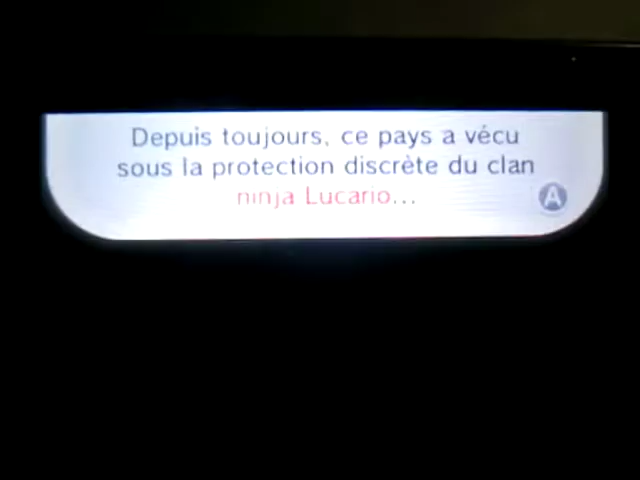 Depuis toujours, ce pays a vécu
sous la protection discrète du clan
ninja Lucario...
A